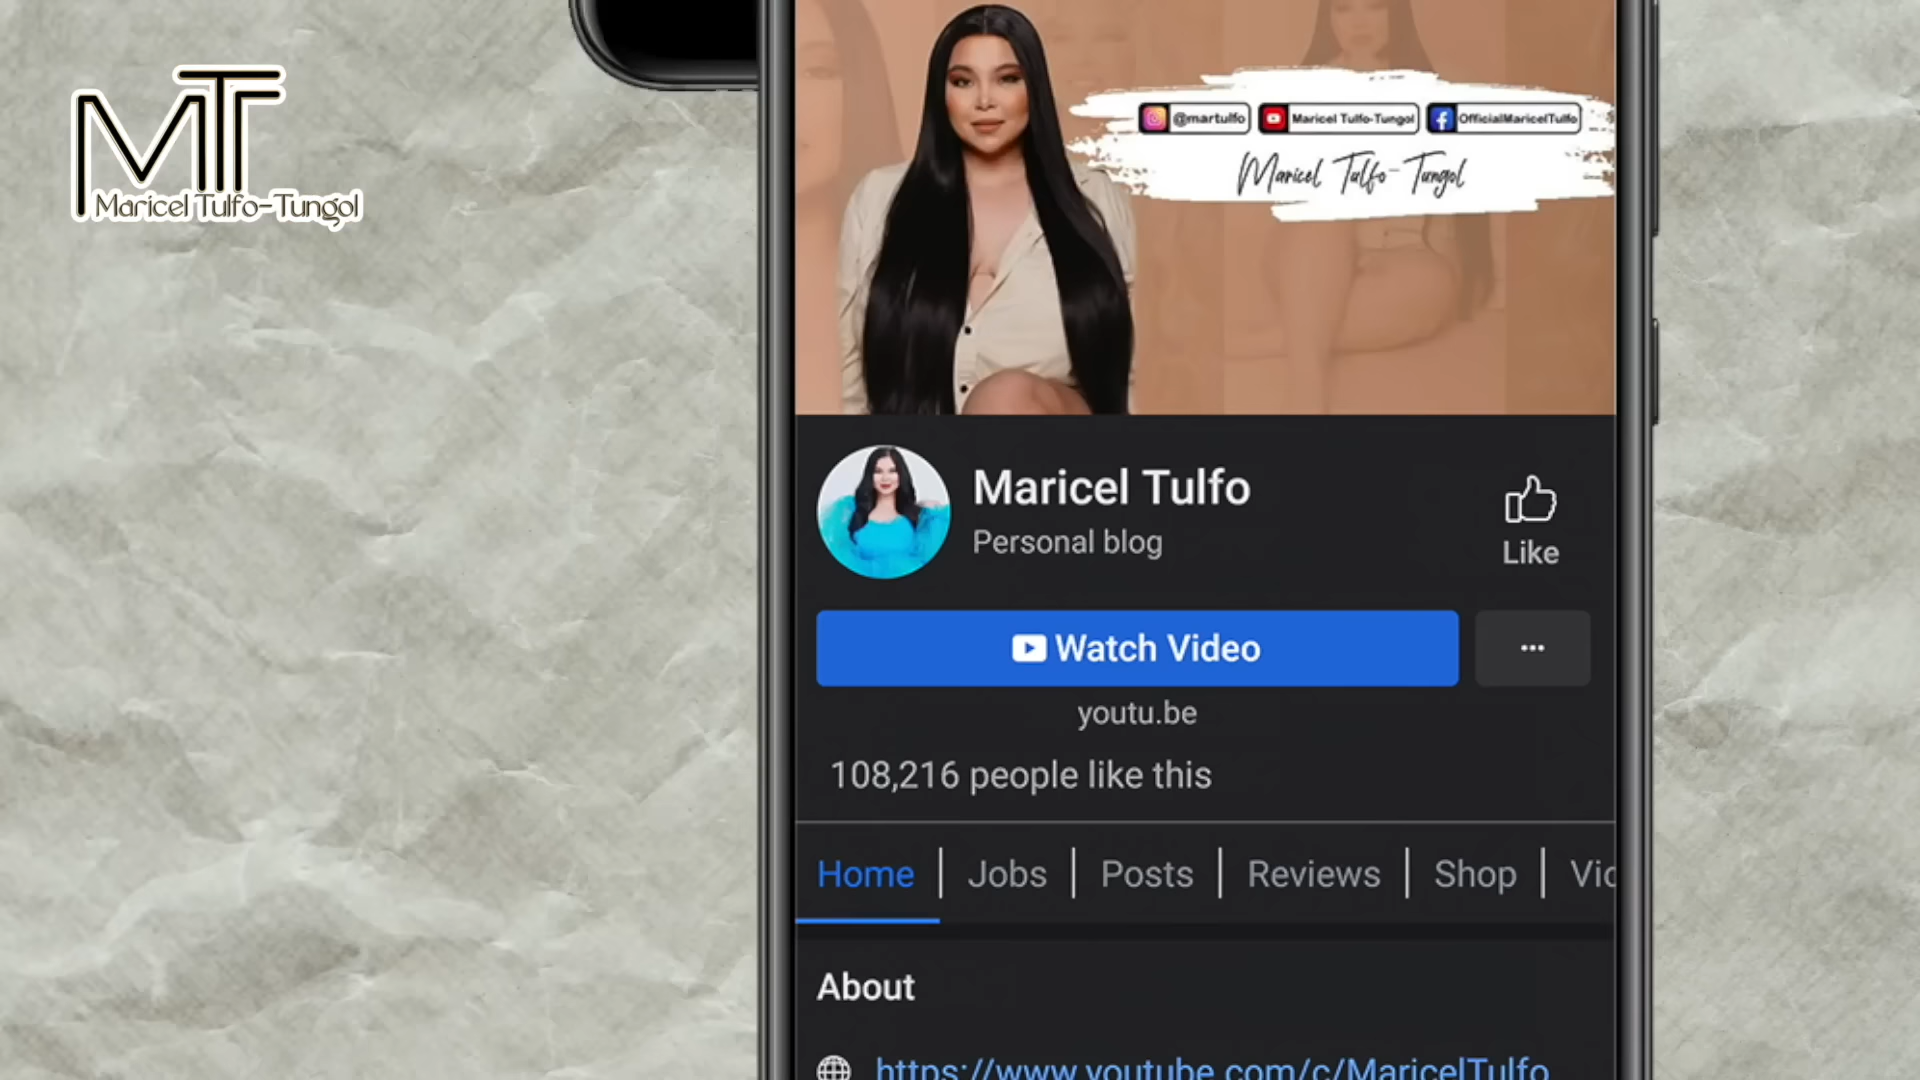 MT
Maricel Tulfo-Tungol
@martulfo
Maricel Tulfo-Tungol
OfficialMaricelTulfo
Maricel Tulfo-Tungol
Maricel Tulfo
Personal blog
Like
Watch Video
youtu.be
108,216 people like this
Home
Jobs
Posts
Reviews
Shop
Vid
About
https://www.youtube.com/c/MaricelTulfo